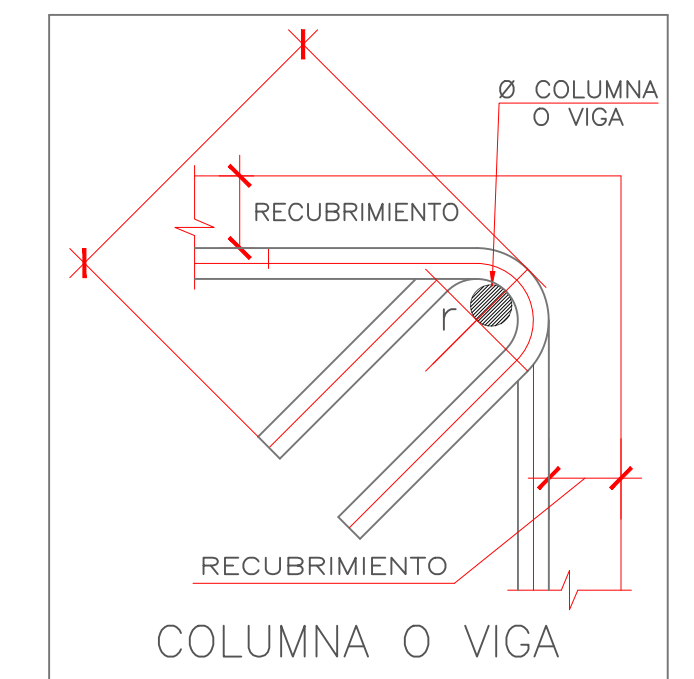 Ø COLUMNA
O VIGA
RECUBRIMIENTO
r
RECUBRIMIENTO
COLUMNA O VIGA